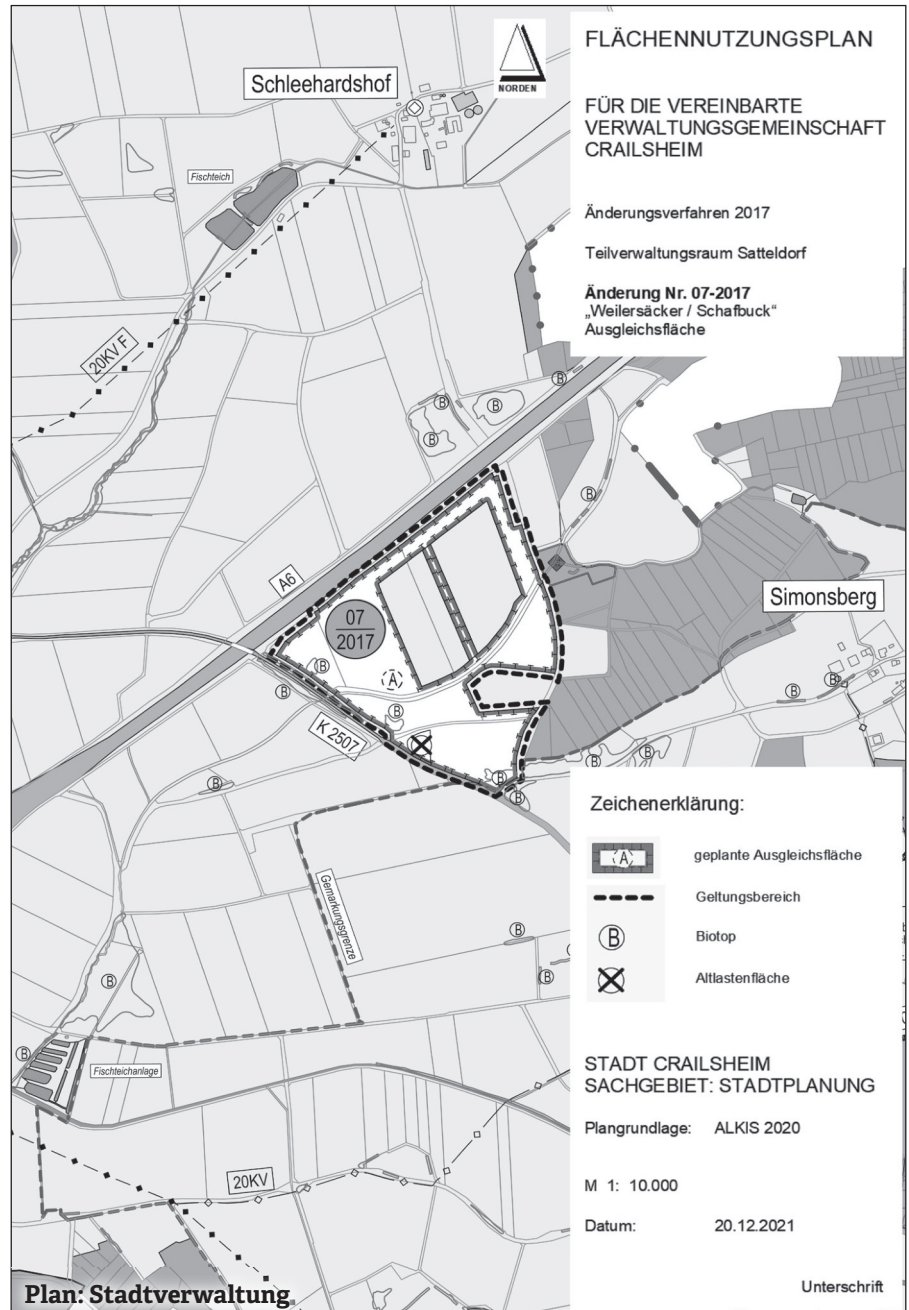 FLÄCHENNUTZUNGSPLAN
FÜR DIE VEREINBARTE
VERWALTUNGSGEMEINSCHAFT
CRAILSHEIM
Änderungsverfahren 2017
Teilverwaltungsraum Satteldorf
Änderung Nr. 07-2017
„Weilersäcker / Schafbuck“
Ausgleichsfläche
NORDEN
Schleehardshof
Fischteich
20KV F
B
B
B
B
A6
07
2017
Simonsberg
A
B
B
B
B
B
K 2507
B
B
B
B
B
Gemarkungsgrenze
B
B
B
B
Fischteichanlage
20KV
Zeichenerklärung:
A geplante Ausgleichsfläche
Geltungsbereich
B Biotop
Altlastenfläche
STADT CRAILSHEIM
SACHGEBIET: STADTPLANUNG
Plangrundlage: ALKIS 2020
M 1: 10.000
Datum: 20.12.2021
Unterschrift
Plan: Stadtverwaltung